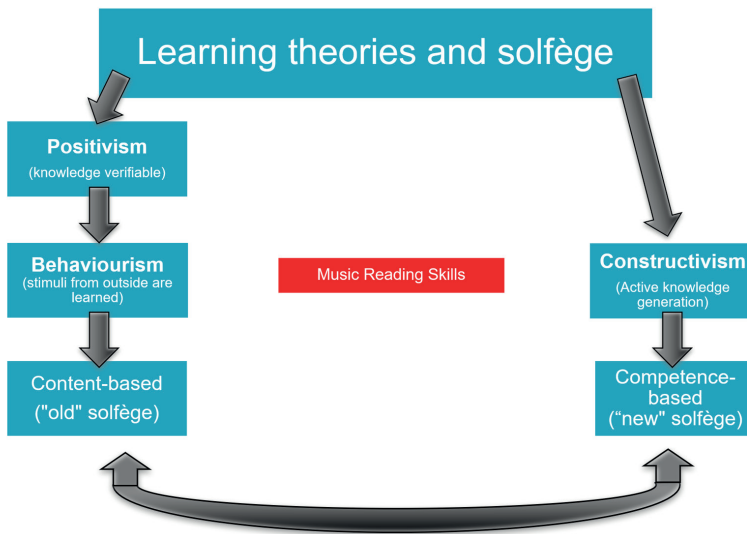 Learning theories and solfège
Positivism
(knowledge verifiable)
Behaviourism
(stimuli from outside are
learned)
Music Reading Skills
Constructivism
(Active knowledge
generation)
Content-based
("old" solfège)
Competence-
based
(“new" solfège)